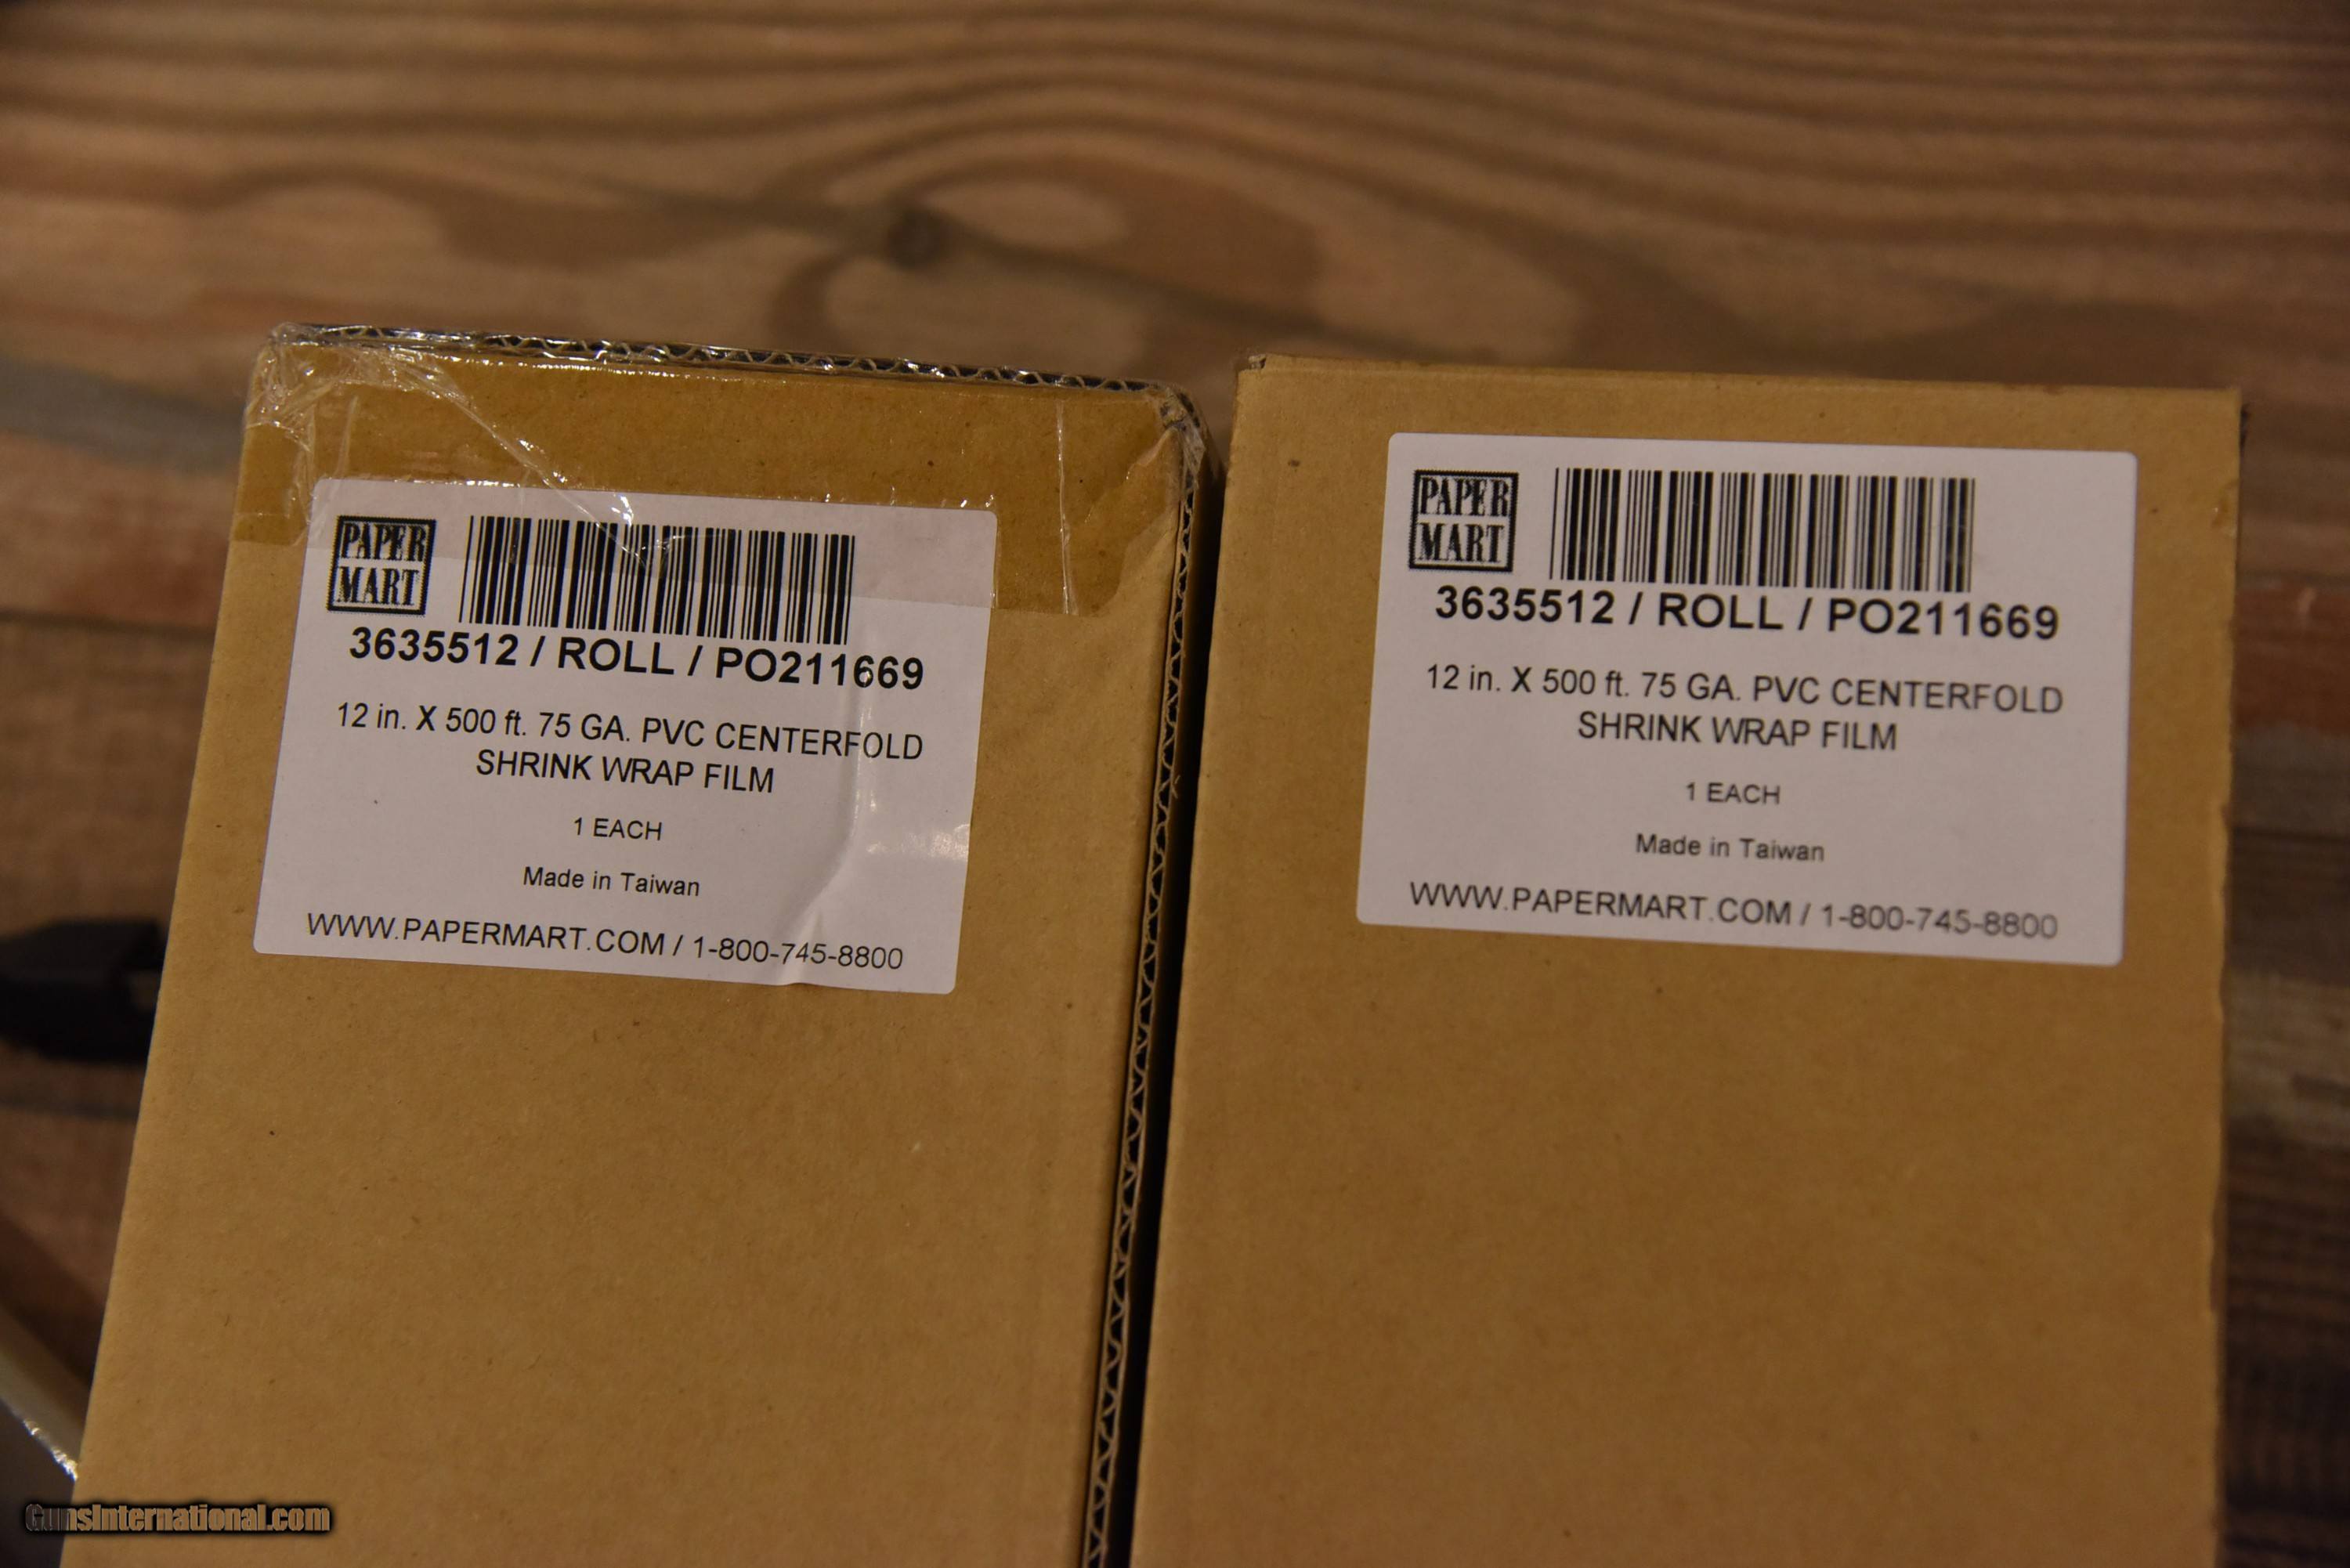 PAPER
MART
3635512 / ROLL / PO211669
12 in. X 500 ft. 75 GA. PVC CENTERFOLD
SHRINK WRAP FILM
1 EACH
Made in Taiwan
WWW.PAPERMART.COM / 1-800-745-8800
PAPER
MART
3635512 / ROLL / PO211669
12 in. X 500 ft. 75 GA. PVC CENTERFOLD
SHRINK WRAP FILM
1 EACH
Made in Taiwan
WWW.PAPERMART.COM / 1-800-745-8800
GunsInternational.com